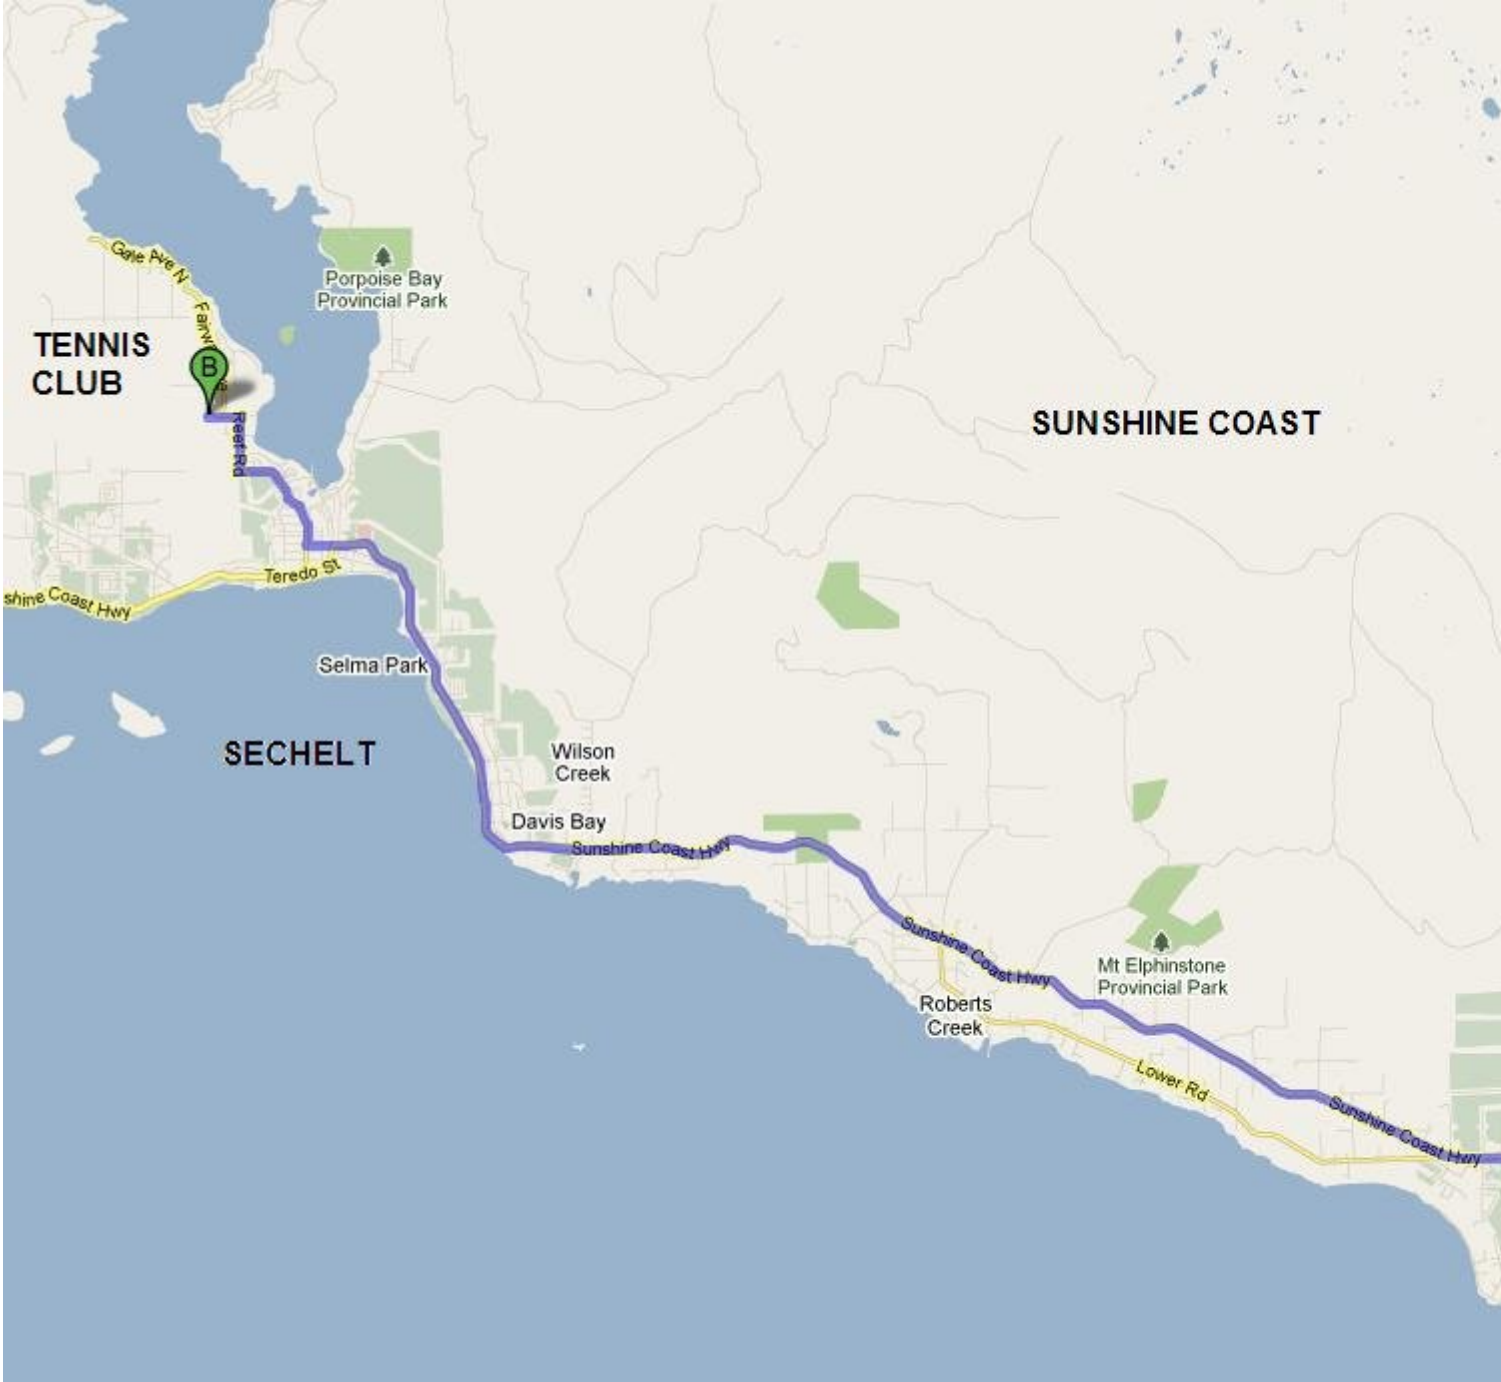 Gale Ave N
Porpoise Bay
Provincial Park
TENNIS
CLUB
B
Reef Rd
SUNSHINE COAST
Teredo St
shine Coast Hwy
Selma Park
SECHELT
Wilson
Creek
Davis Bay
Sunshine Coast Hwy
Sunshine Coast Hwy
Mt Elphinstone
Provincial Park
Roberts
Creek
Lower Rd
Sunshine Coast Hwy